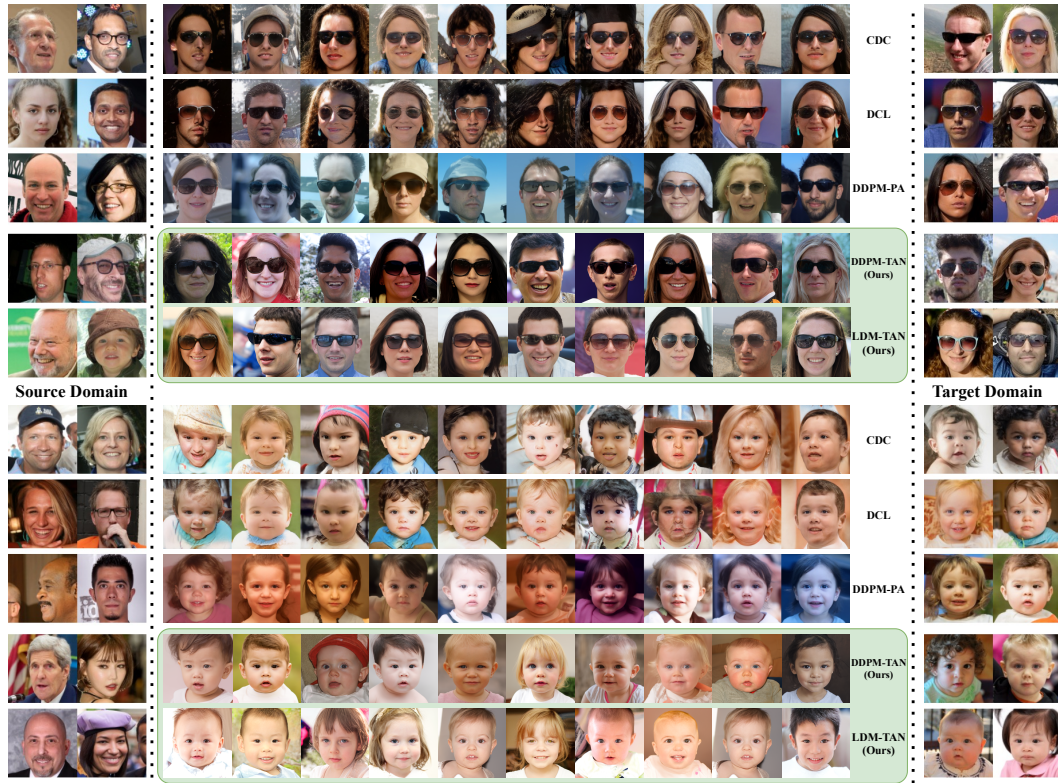 CDC
DCL
DDPM-PA
DDPM-TAN
(Ours)
LDM-TAN
(Ours)
Source Domain
Target Domain
CDC
DCL
DDPM-PA
DDPM-TAN
(Ours)
LDM-TAN
(Ours)